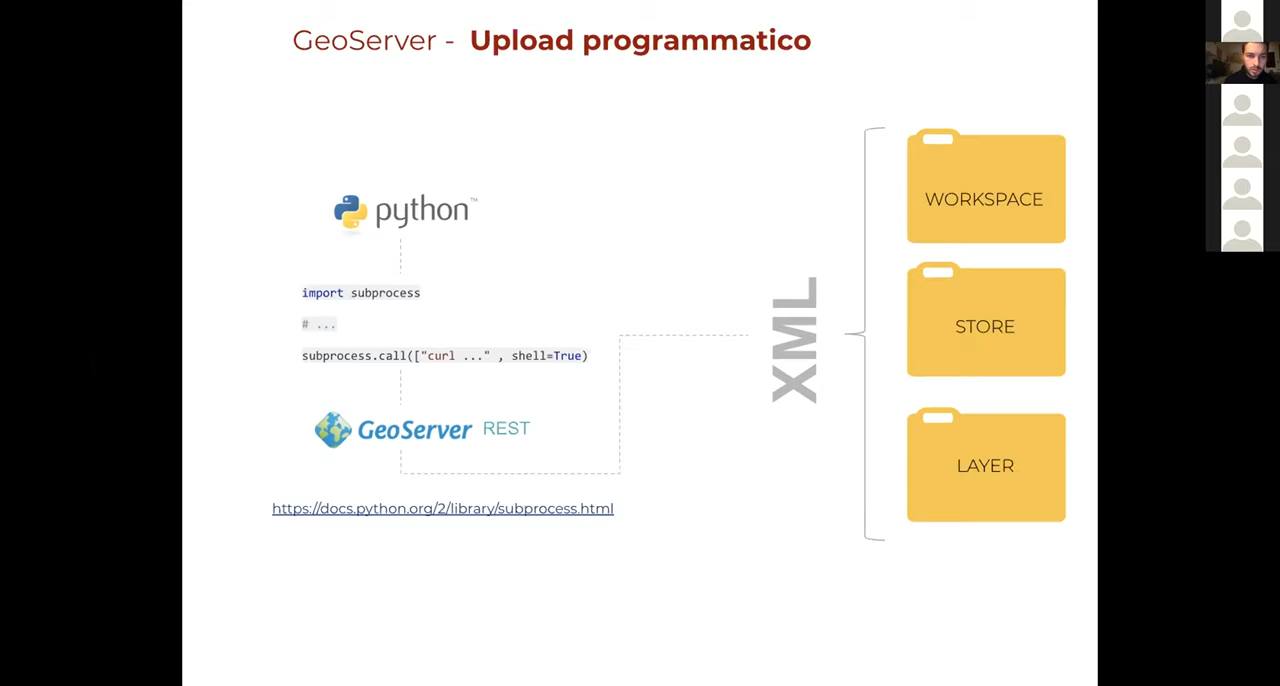 GeoServer - Upload programmatico
python™
import subprocess
# ...
subprocess.call(["curl ..." , shell=True)
GeoServer REST
https://docs.python.org/2/library/subprocess.html
XML
WORKSPACE
STORE
LAYER